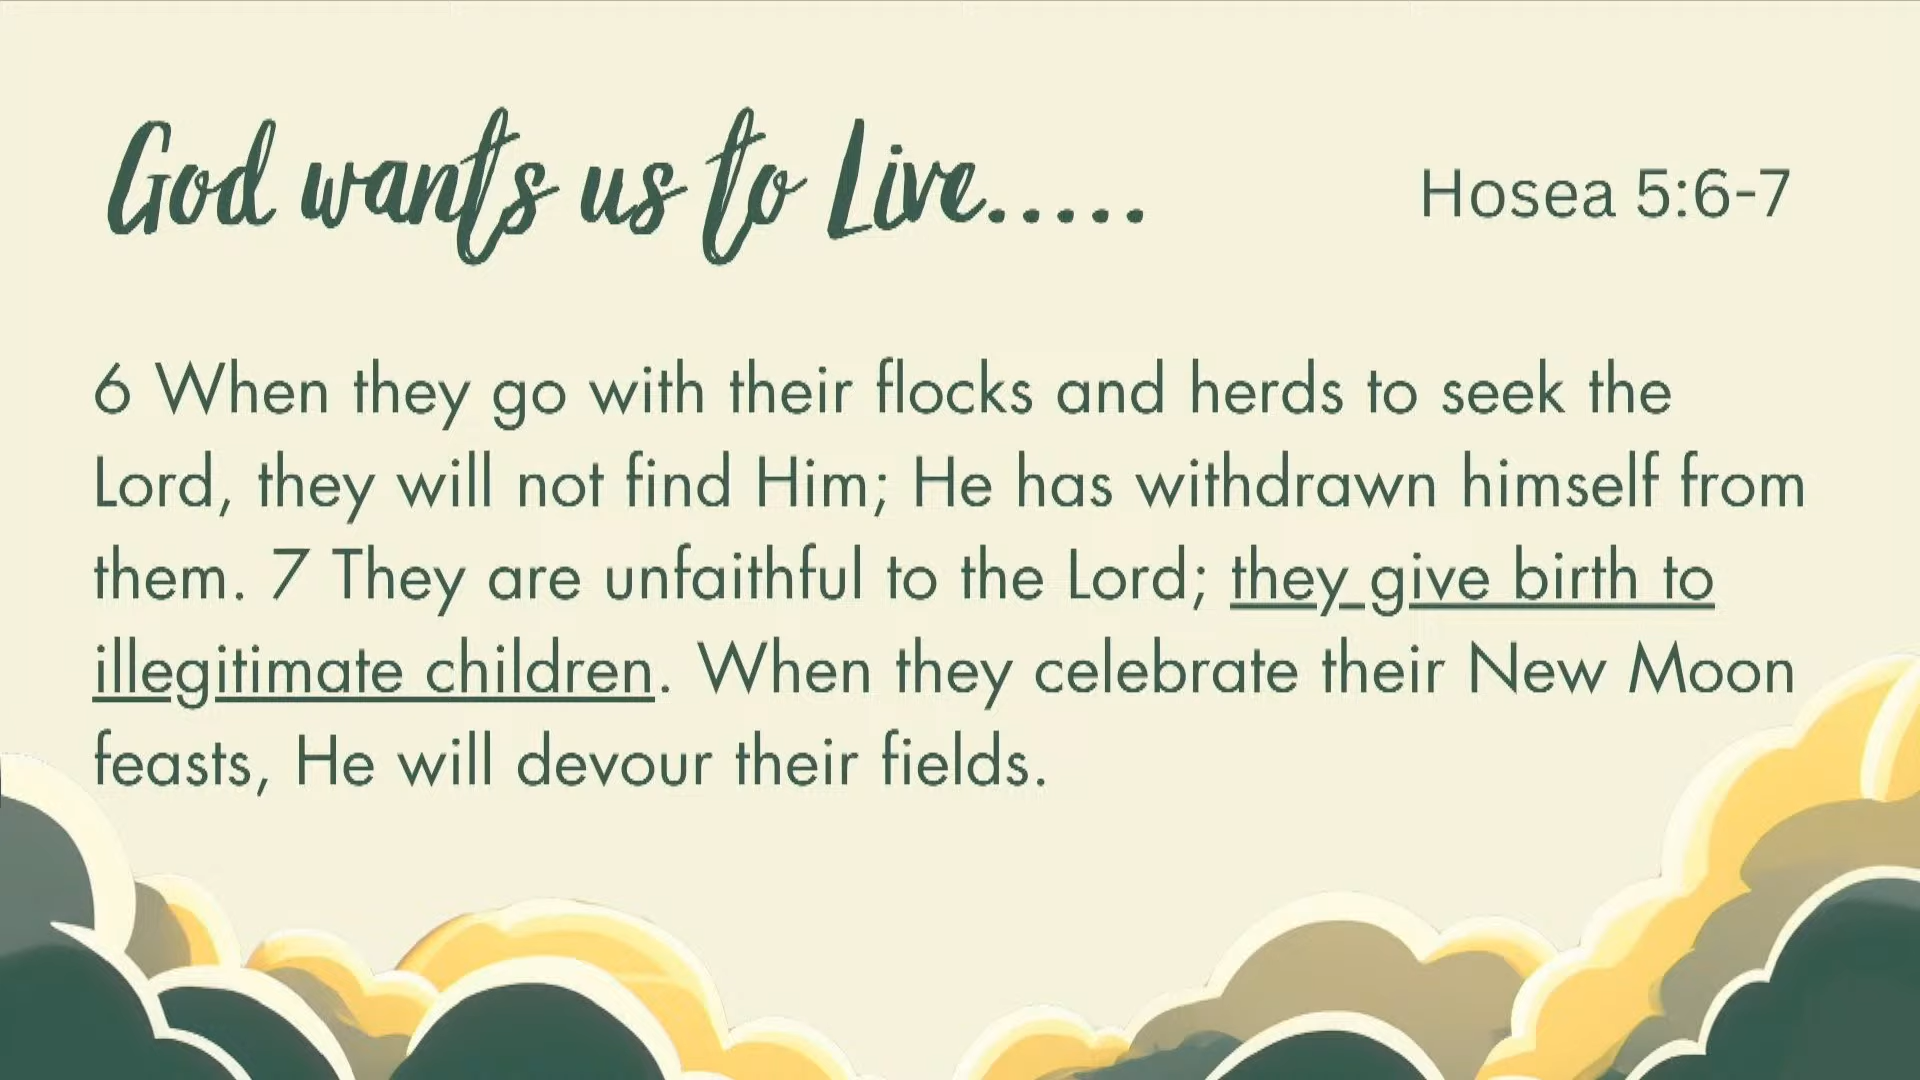 God wants us to Live.....
Hosea 5:6-7
6 When they go with their flocks and herds to seek the
Lord, they will not find Him; He has withdrawn himself from
them. 7 They are unfaithful to the Lord; they give birth to
illegitimate children. When they celebrate their New Moon
feasts, He will devour their fields.